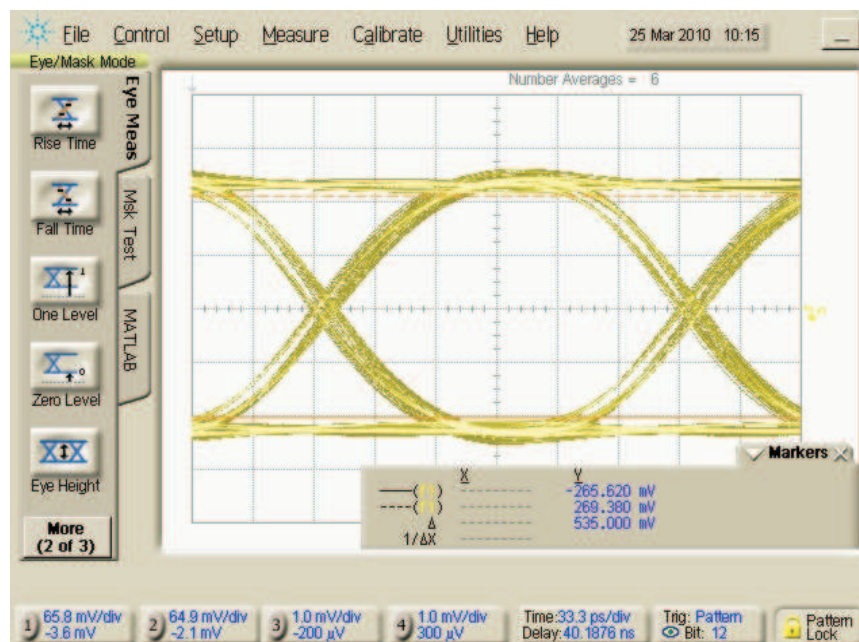 File Control Setup Measure Calibrate Utilities Help 25 Mar 2010 10:15
Eye/Mask Mode
Number Averages = 6
Eye Meas
Rise Time
Fall Time
Msk Test
One Level
MATLAB
Zero Level
Eye Height
More
(2 of 3)
Markers
X Y
-265.620 mV
269.380 mV
Δ 535.000 mV
1/ΔX
1) 65.8 mV/div
-3.6 mV
2) 64.9 mV/div
-2.1 mV
3) 1.0 mV/div
-200 μV
4) 1.0 mV/div
300 μV
Time:33.3 ps/div
Delay:40.1876 ns
Trig: Pattern
Bit: 12
Pattern
Lock